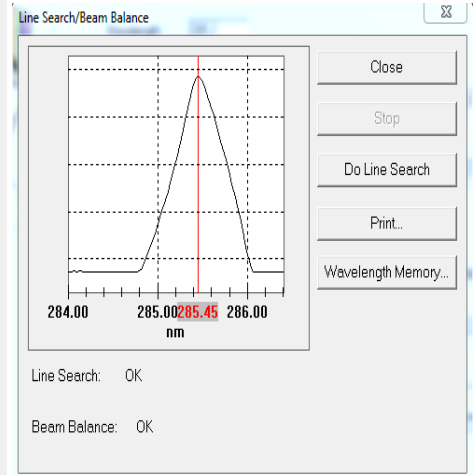 Line Search/Beam Balance
Close
Stop
Do Line Search
Print...
Wavelength Memory...
284.00 285.00 285.45 286.00
nm
Line Search: OK
Beam Balance: OK